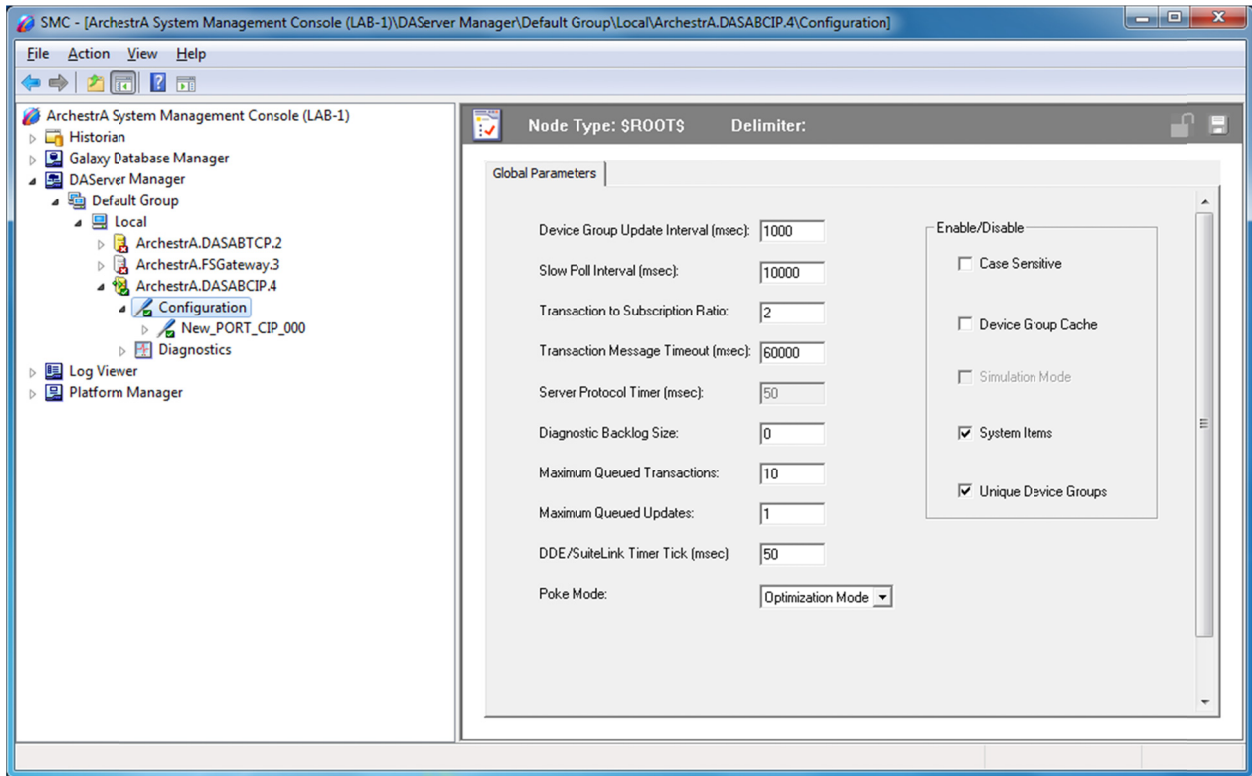 SMC - [ArchestrA System Management Console (LAB-1)\DAServer Manager\Default Group\Local\ArchestrA.DASABCIP.4\Configuration]
File Action View Help
ArchestrA System Management Console (LAB-1)
Historian
Galaxy Database Manager
DAServer Manager
Default Group
Local
ArchestrA.DASABTCP.2
ArchestrA.FSGateway.3
ArchestrA.DASABCIP.4
Configuration
New_PORT_CIP_000
Diagnostics
Log Viewer
Platform Manager
Node Type: $ROOT$ Delimiter:
Global Parameters
Device Group Update Interval (msec): 1000
Slow Poll Interval (msec): 10000
Transaction to Subscription Ratio: 2
Transaction Message Timeout (msec): 60000
Server Protocol Timer (msec): 50
Diagnostic Backlog Size: 0
Maximum Queued Transactions: 10
Maximum Queued Updates: 1
DDE/SuiteLink Timer Tick (msec) 50
Poke Mode: Optimization Mode
Enable/Disable
Case Sensitive
Device Group Cache
Simulation Mode
System Items
Unique Device Groups